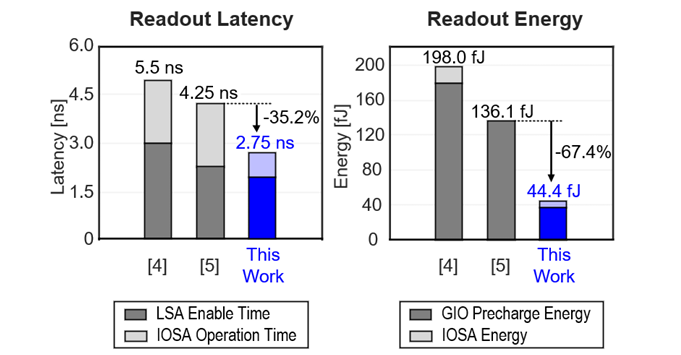 Readout Latency
6.0
4.5
3.0
1.5
0
Latency [ns]
5.5 ns
4.25 ns
-35.2%
2.75 ns
[4]
[5]
This
Work
LSA Enable Time
IOSA Operation Time
Readout Energy
200
160
120
80
40
0
Energy [fJ]
198.0 fJ
136.1 fJ
-67.4%
44.4 fJ
[4]
[5]
This
Work
GIO Precharge Energy
IOSA Energy